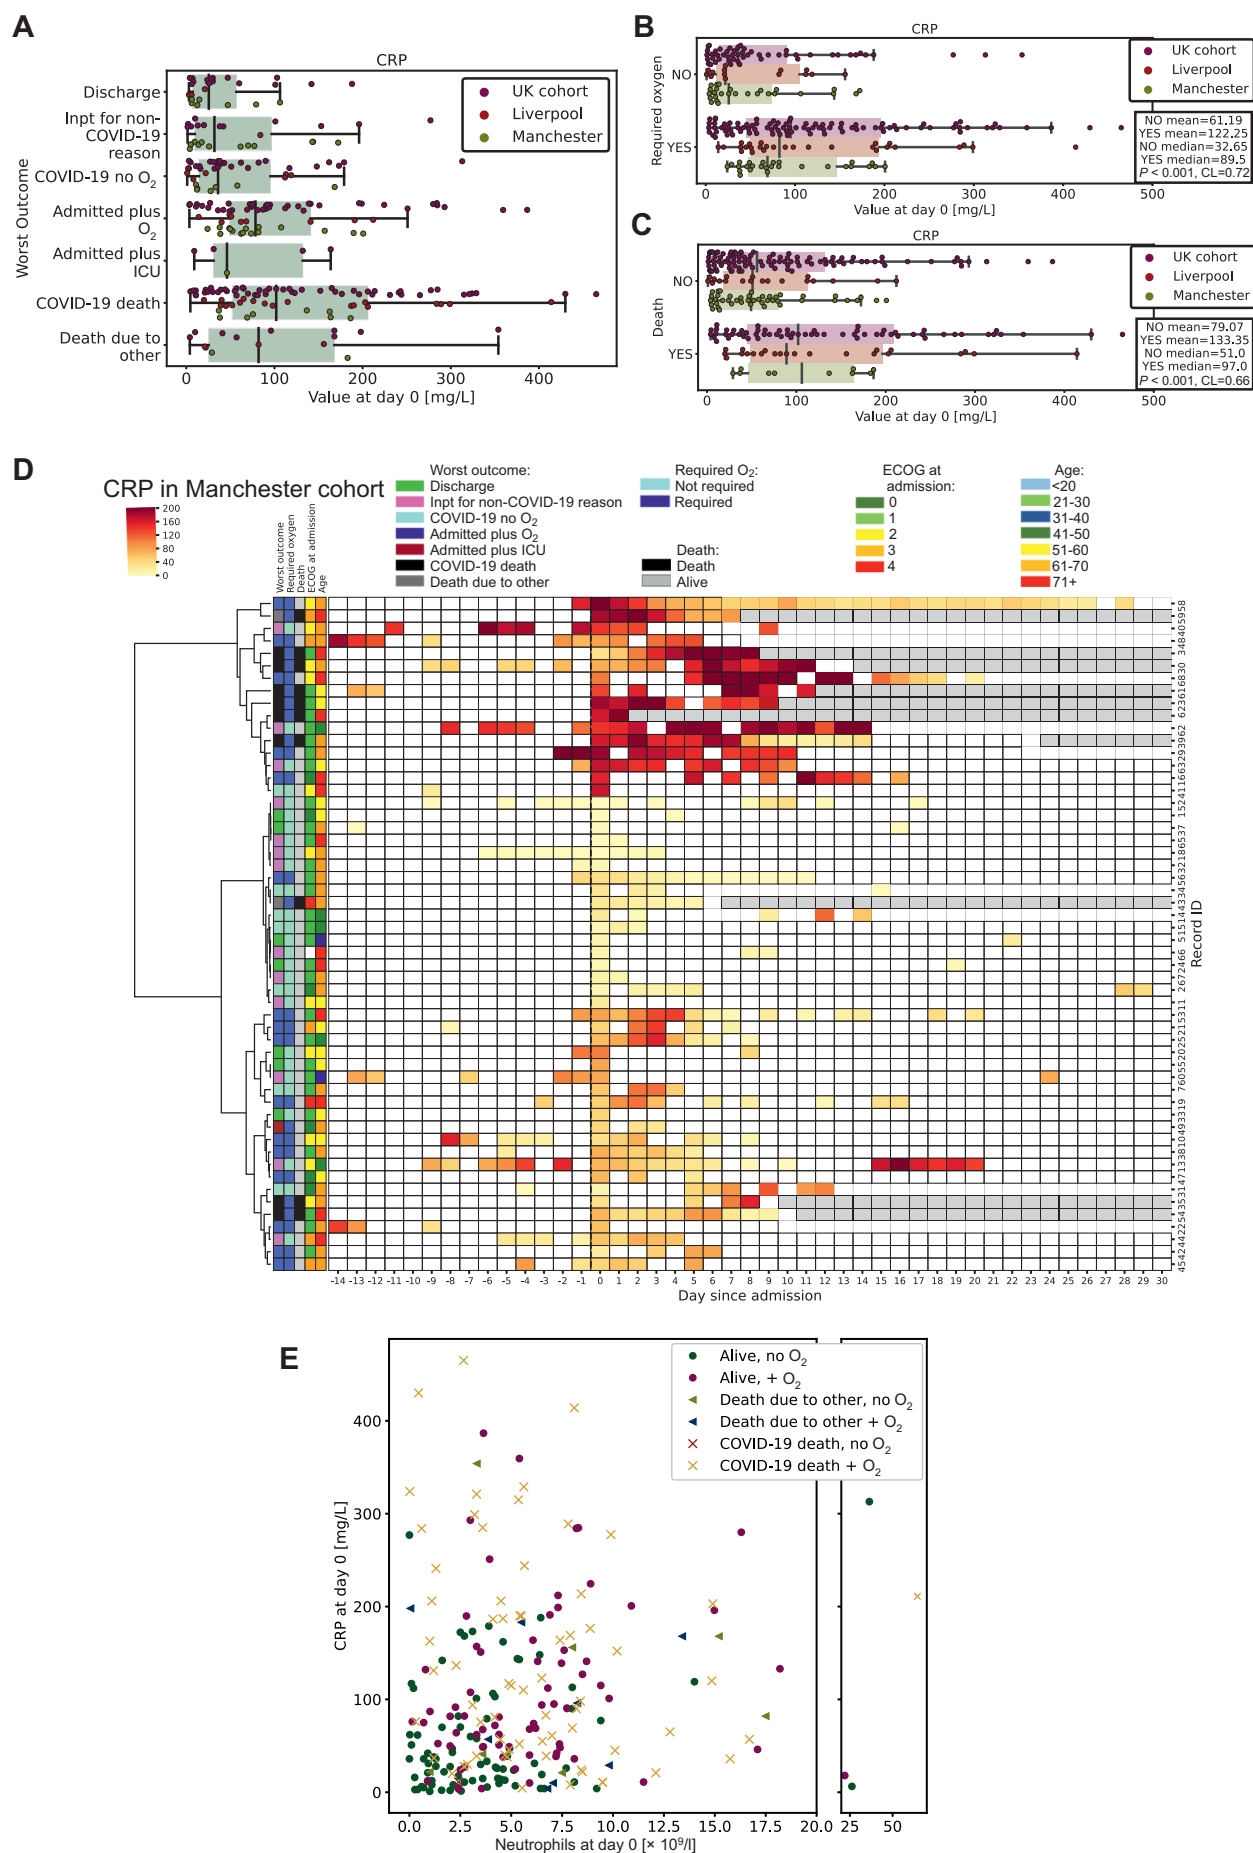 A
CRP
UK cohort
Liverpool
Manchester
Worst Outcome
Discharge
Inpt for non-
COVID-19
reason
COVID-19 no O2
Admitted plus
O2
Admitted plus
ICU
COVID-19 death
Death due to
other
0 100 200 300 400
Value at day 0 [mg/L]
B
CRP
UK cohort
Liverpool
Manchester
Required oxygen
NO
YES
NO mean=61.19
YES mean=122.25
NO median=32.65
YES median=89.5
P < 0.001, CL=0.72
0 100 200 300 400 500
Value at day 0 [mg/L]
C
CRP
UK cohort
Liverpool
Manchester
Death
NO
YES
NO mean=79.07
YES mean=133.35
NO median=51.0
YES median=97.0
P < 0.001, CL=0.66
0 100 200 300 400 500
Value at day 0 [mg/L]
D
CRP in Manchester cohort
200
160
120
80
40
0
Worst outcome:
Discharge
Inpt for non-COVID-19 reason
COVID-19 no O2
Admitted plus O2
Admitted plus ICU
COVID-19 death
Death due to other
Required O2:
Not required
Required
Death:
Death
Alive
ECOG at
admission:
0
1
2
3
4
Age:
<20
21-30
31-40
41-50
51-60
61-70
71+
Worst outcome
Required oxygen
Death
ECOG at admission
Age
Record ID
-14 -13 -12 -11 -10 -9 -8 -7 -6 -5 -4 -3 -2 -1 0 1 2 3 4 5 6 7 8 9 10 11 12 13 14 15 16 17 18 19 20 21 22 23 24 25 26 27 28 29 30
Day since admission
E
Alive, no O2
Alive, + O2
Death due to other, no O2
Death due to other + O2
COVID-19 death, no O2
COVID-19 death + O2
CRP at day 0 [mg/L]
400
300
200
100
0
0.0 2.5 5.0 7.5 10.0 12.5 15.0 17.5 20.0 25 50
Neutrophils at day 0 [× 10⁹/l]